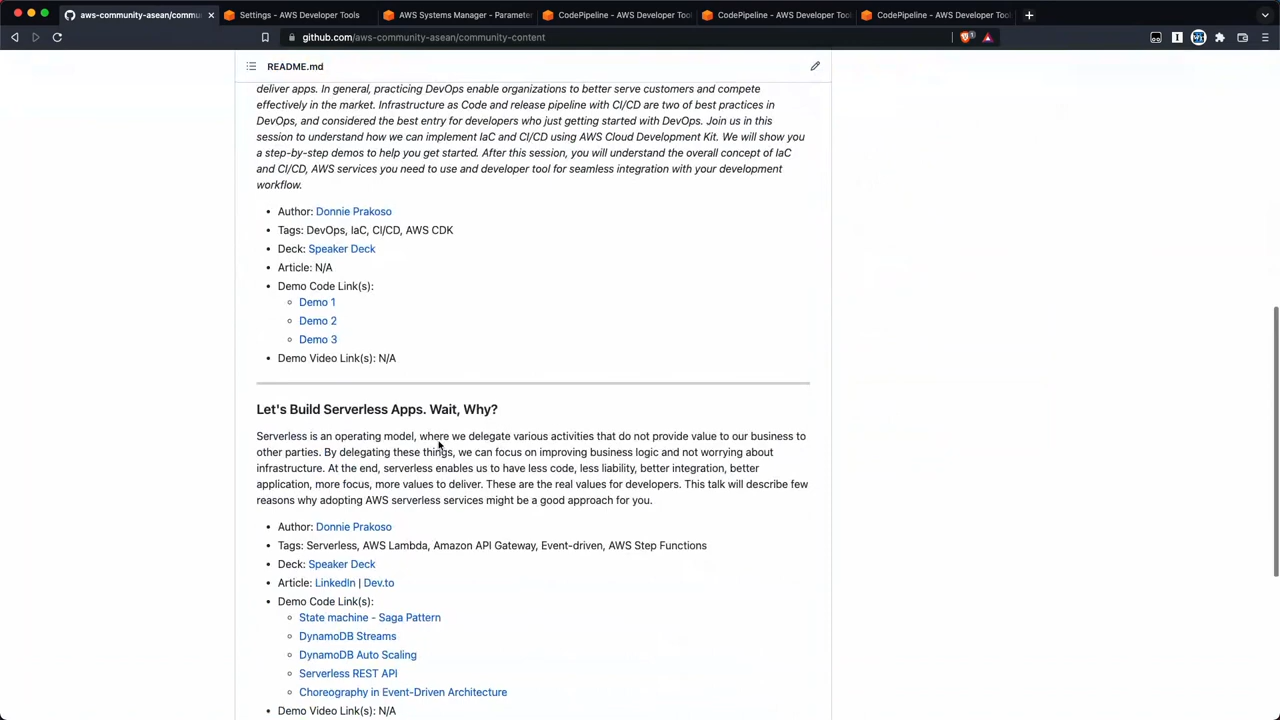 aws-community-asean/commu
Settings - AWS Developer Tools
AWS Systems Manager - Paramete
CodePipeline - AWS Developer Too
CodePipeline - AWS Developer Too
CodePipeline - AWS Developer Too
github.com/aws-community-asean/community-content
README.md
deliver apps. In general, practicing DevOps enable organizations to better serve customers and compete
effectively in the market. Infrastructure as Code and release pipeline with CI/CD are two of best practices in
DevOps, and considered the best entry for developers who just getting started with DevOps. Join us in this
session to understand how we can implement IaC and CI/CD using AWS Cloud Development Kit. We will show you
a step-by-step demos to help you get started. After this session, you will understand the overall concept of IaC
and CI/CD, AWS services you need to use and developer tool for seamless integration with your development
workflow.
• Author: Donnie Prakoso
• Tags: DevOps, IaC, CI/CD, AWS CDK
• Deck: Speaker Deck
• Article: N/A
• Demo Code Link(s):
◦ Demo 1
◦ Demo 2
◦ Demo 3
• Demo Video Link(s): N/A
Let's Build Serverless Apps. Wait, Why?
Serverless is an operating model, where we delegate various activities that do not provide value to our business to
other parties. By delegating these things, we can focus on improving business logic and not worrying about
infrastructure. At the end, serverless enables us to have less code, less liability, better integration, better
application, more focus, more values to deliver. These are the real values for developers. This talk will describe few
reasons why adopting AWS serverless services might be a good approach for you.
• Author: Donnie Prakoso
• Tags: Serverless, AWS Lambda, Amazon API Gateway, Event-driven, AWS Step Functions
• Deck: Speaker Deck
• Article: LinkedIn | Dev.to
• Demo Code Link(s):
◦ State machine - Saga Pattern
◦ DynamoDB Streams
◦ DynamoDB Auto Scaling
◦ Serverless REST API
◦ Choreography in Event-Driven Architecture
• Demo Video Link(s): N/A